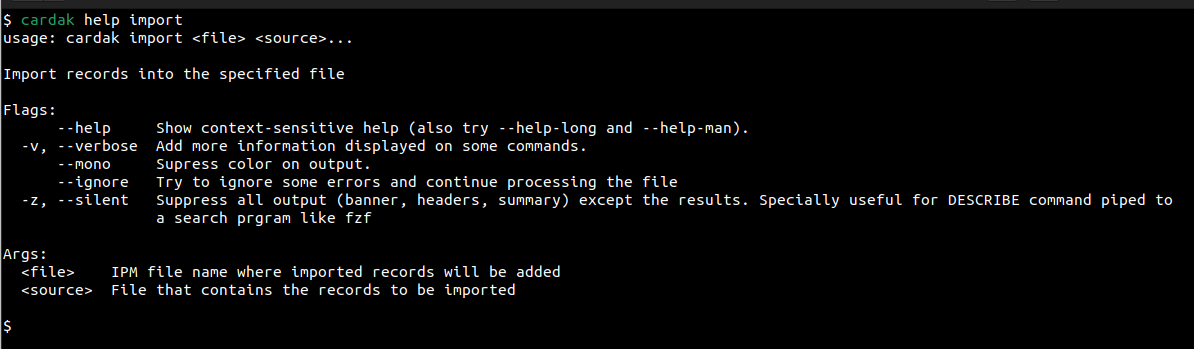 $ cardak help import
usage: cardak import <file> <source>...
Import records into the specified file
Flags:
--help Show context-sensitive help (also try --help-long and --help-man).
-v, --verbose Add more information displayed on some commands.
--mono Supress color on output.
--ignore Try to ignore some errors and continue processing the file
-z, --silent Suppress all output (banner, headers, summary) except the results. Specially useful for DESCRIBE command piped to
a search prgram like fzf
Args:
<file> IPM file name where imported records will be added
<source> File that contains the records to be imported
$